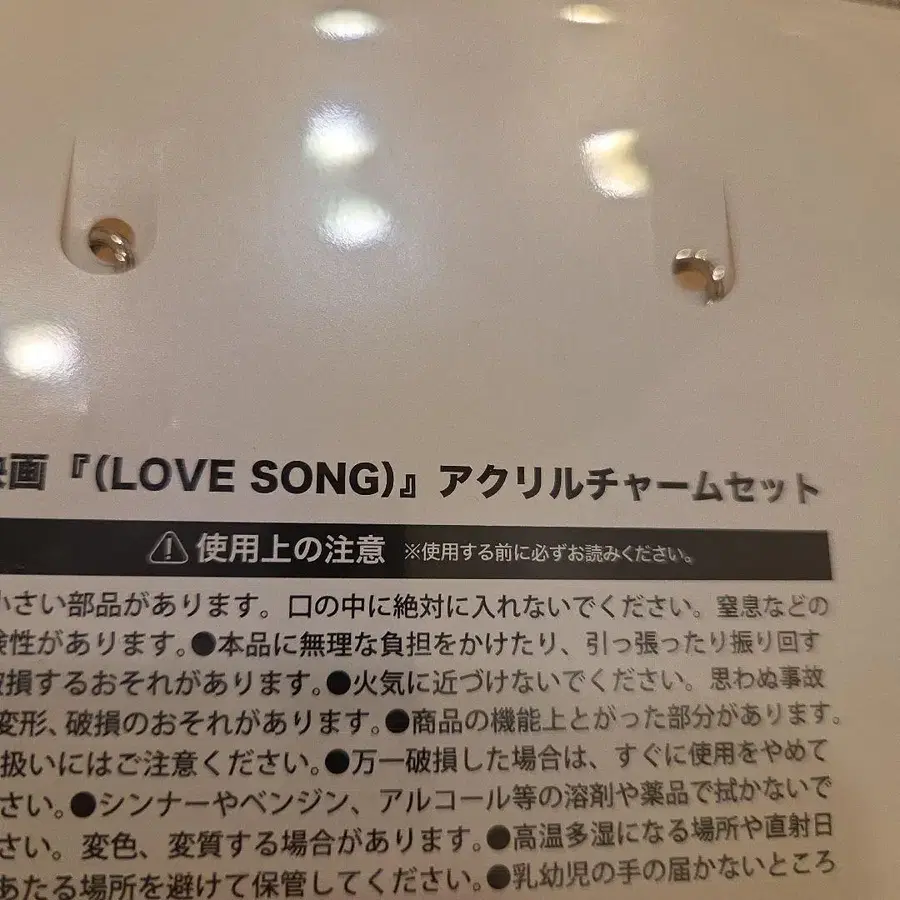 画『(LOVE SONG)』アクリルチャームセット
使用上の注意 ※使用する前に必ずお読みください。
小さい部品があります。口の中に絶対に入れないでください。窒息などの
険性があります。●本品に無理な負担をかけたり、引っ張ったり振り回す
破損するおそれがあります。●火気に近づけないでください。思わぬ事故
変形、破損のおそれがあります。●商品の機能上とがった部分があります。
扱いにはご注意ください。●万一破損した場合は、すぐに使用をやめて
さい。●シンナーやベンジン、アルコール等の溶剤や薬品で拭かないで
さい。変色、変質する場合があります。●高温多湿になる場所や直射日
あたる場所を避けて保管してください。●乳幼児の手の届かないところ